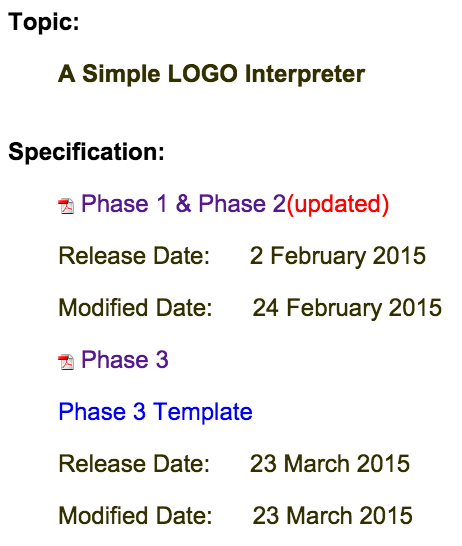 Topic:
A Simple LOGO Interpreter
Specification:
Phase 1 & Phase 2(updated)
Release Date: 2 February 2015
Modified Date: 24 February 2015
Phase 3
Phase 3 Template
Release Date: 23 March 2015
Modified Date: 23 March 2015